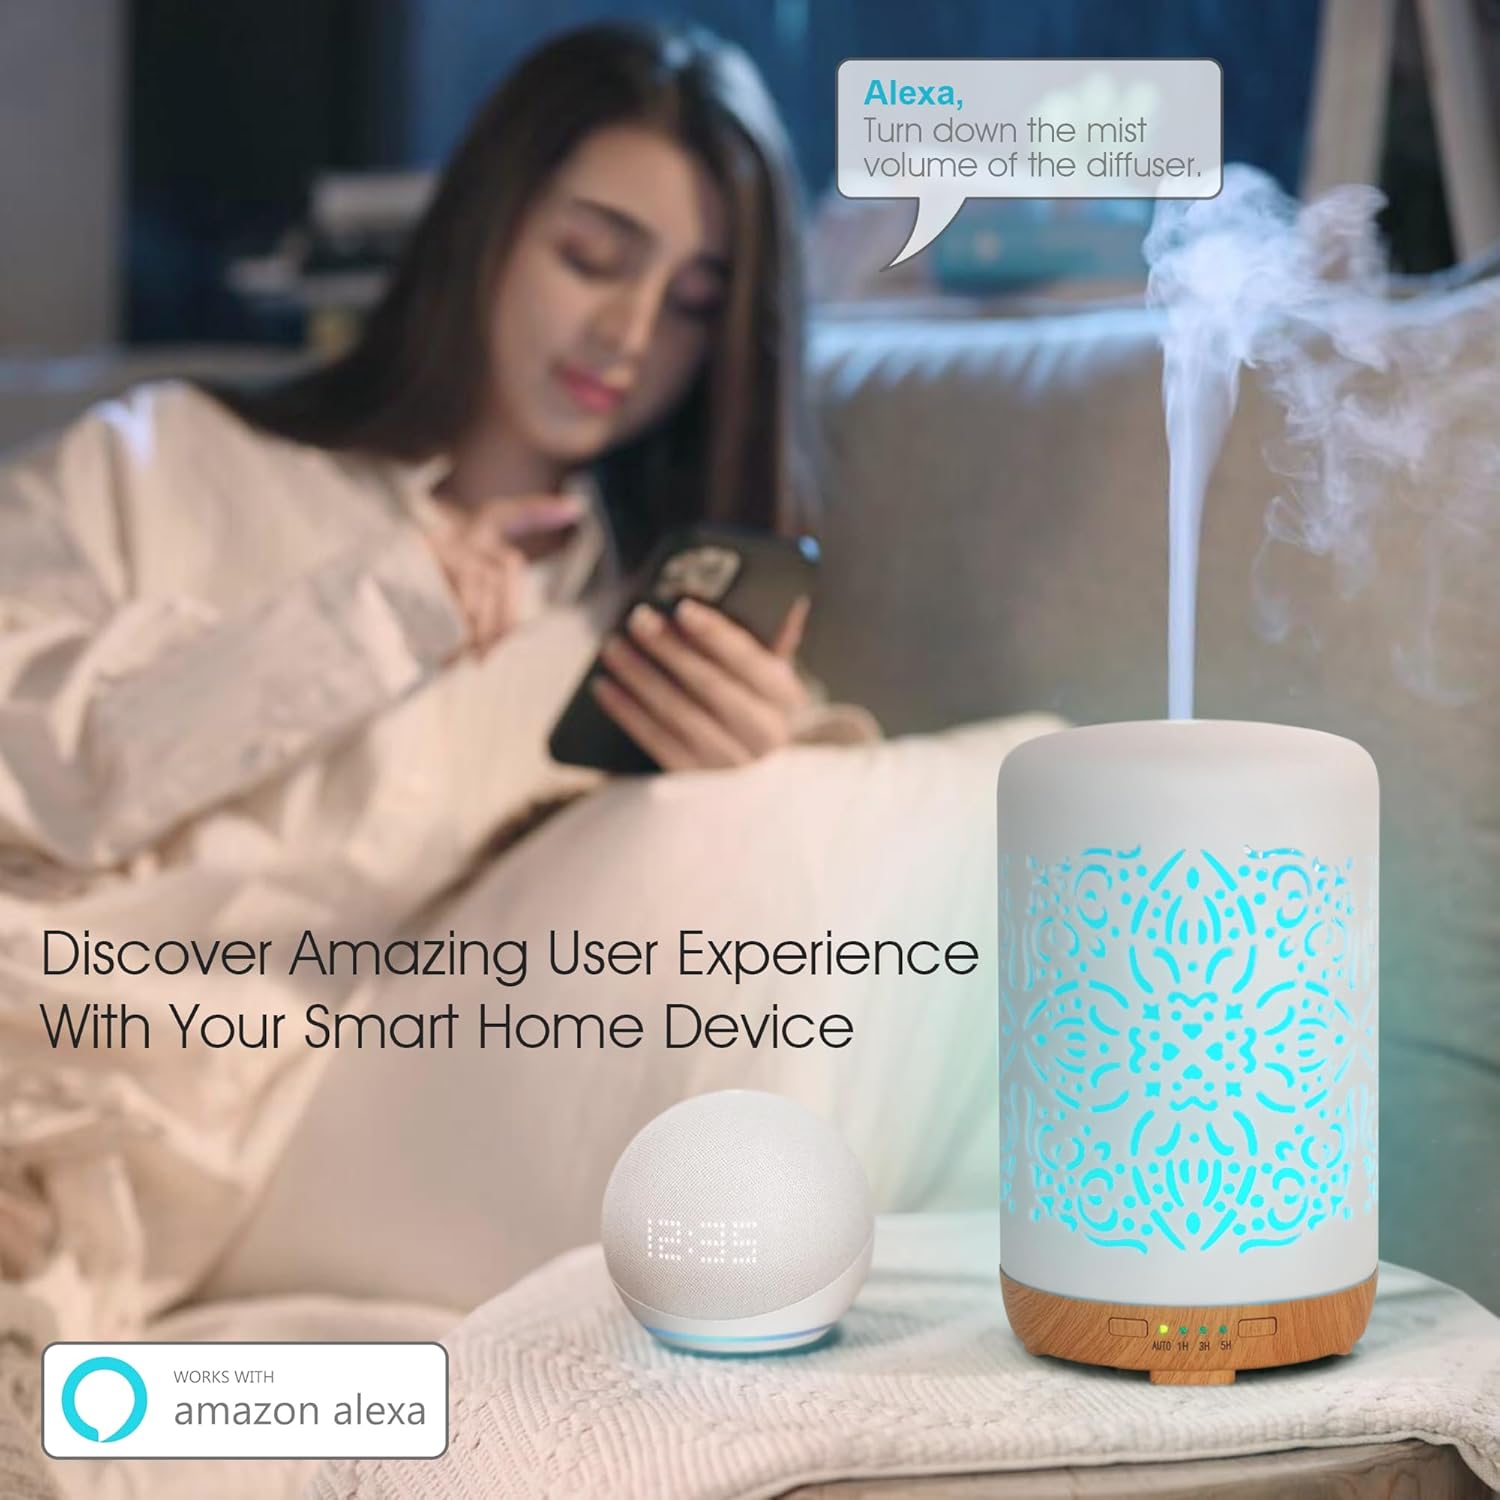 Alexa,
Turn down the mist
volume of the diffuser.
Discover Amazing User Experience
With Your Smart Home Device
12:35
AUTO 1H 3H 5H
WORKS WITH
amazon alexa